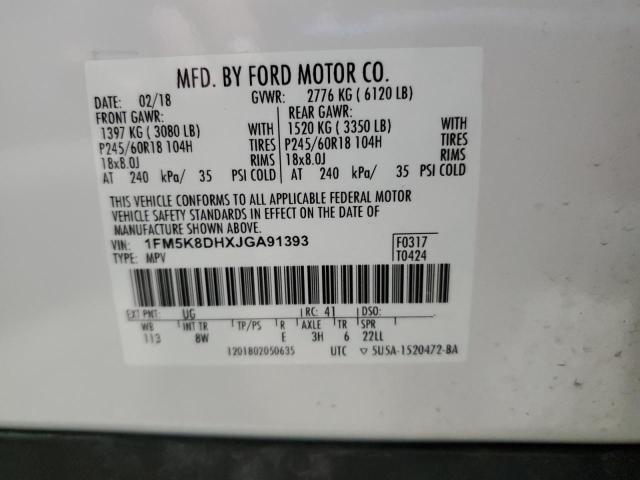 MFD. BY FORD MOTOR CO.
DATE: 02/18 GVWR: 2776 KG ( 6120 LB)
FRONT GAWR: REAR GAWR:
1397 KG ( 3080 LB) WITH 1520 KG ( 3350 LB) WITH
P245/60R18 104H TIRES P245/60R18 104H TIRES
18x8.0J RIMS 18x8.0J RIMS
AT 240 kPa/ 35 PSI COLD AT 240 kPa/ 35 PSI COLD
THIS VEHICLE CONFORMS TO ALL APPLICABLE FEDERAL MOTOR
VEHICLE SAFETY STANDARDS IN EFFECT ON THE DATE OF
MANUFACTURE SHOWN ABOVE.
VIN: 1FM5K8DHXJGA91393 F0317
TYPE: MPV T0424
EXT PNT: UG RC: 41 DSO:
WB INT TR TP/PS R AXLE TR SPR
113 8W E 3H 6 22LL
1201802050635 UTC ▽ 5U5A-1520472-BA